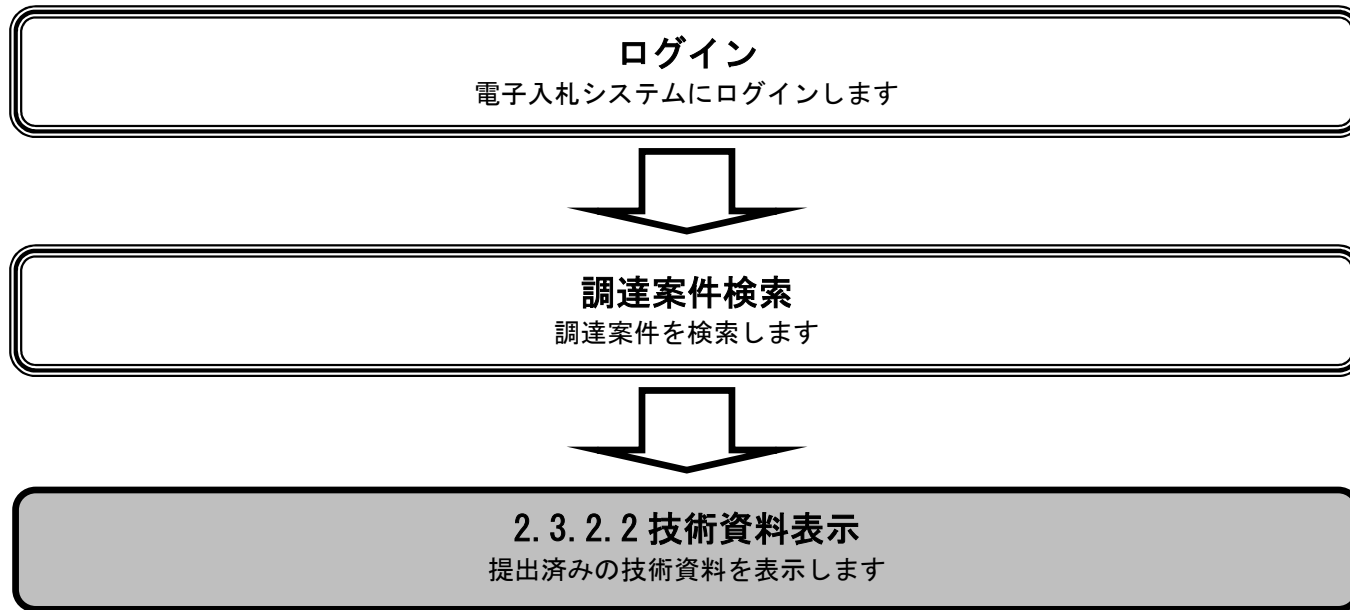 ログイン
電子入札システムにログインします
調達案件検索
調達案件を検索します
2.3.2.2 技術資料表示
提出済みの技術資料を表示します